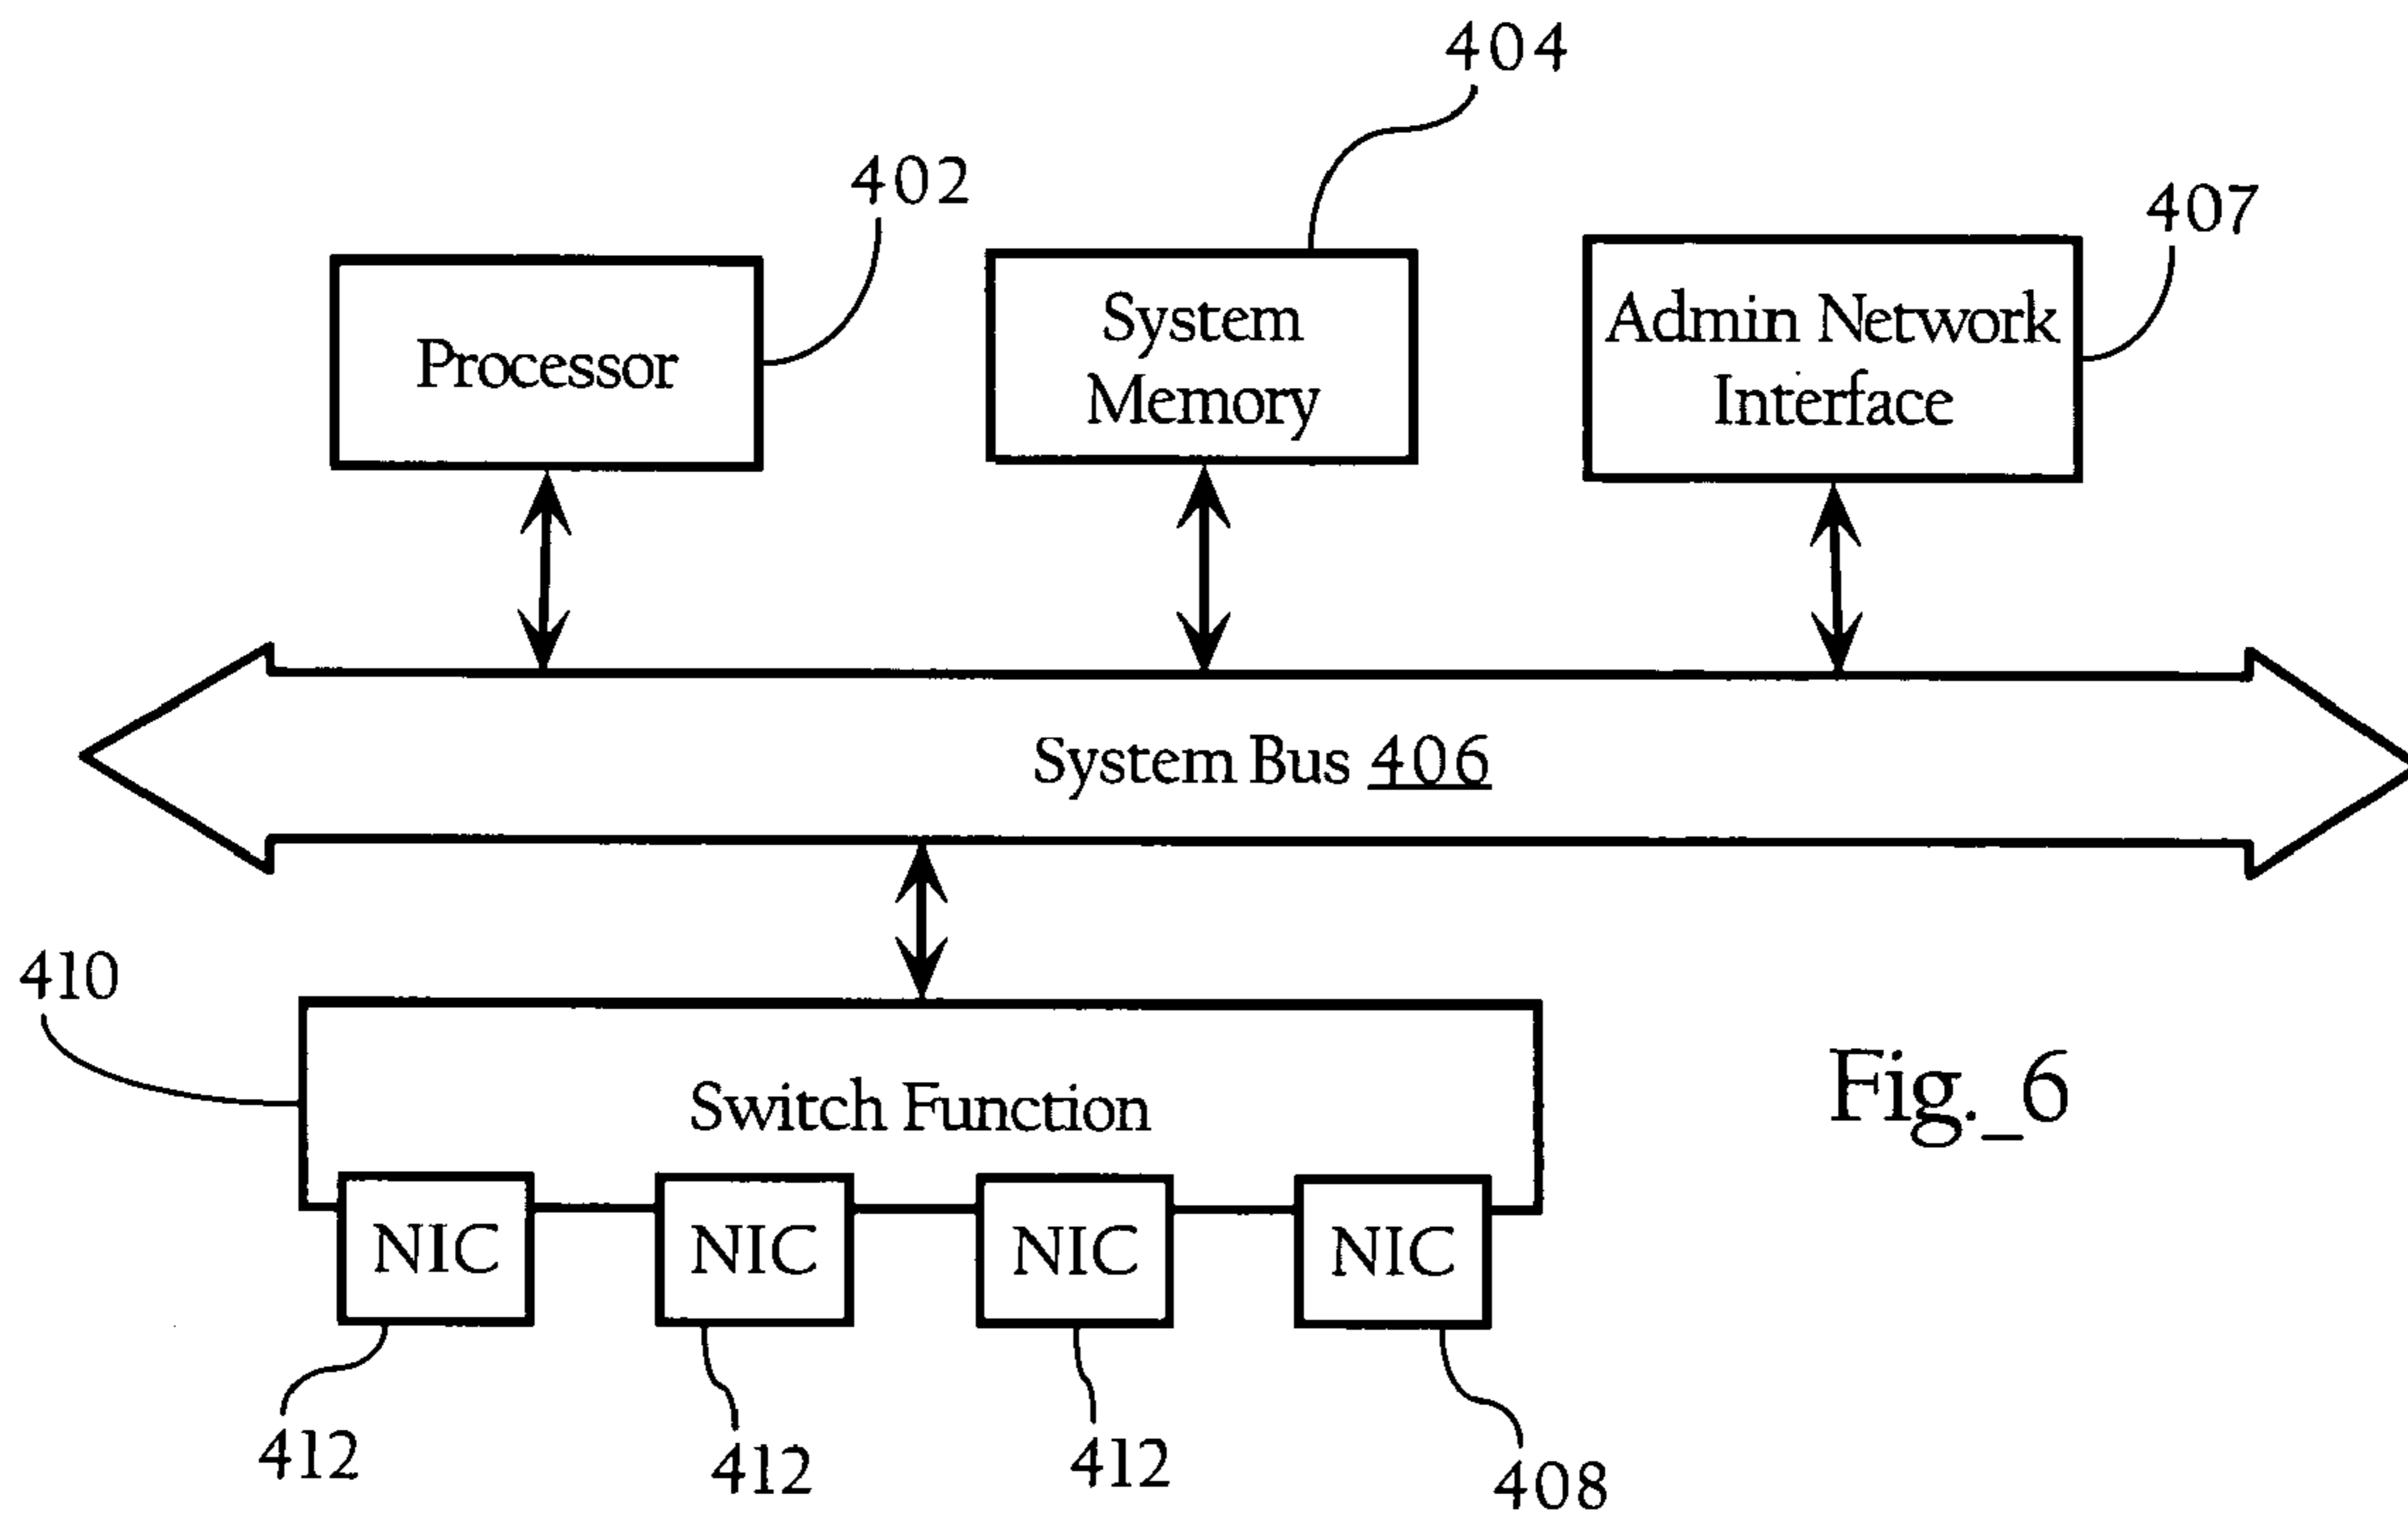 404
402
407
Processor
System
Memory
Admin Network
Interface
System Bus 406
410
Switch Function
Fig._6
NIC
NIC
NIC
NIC
412
412
412
408